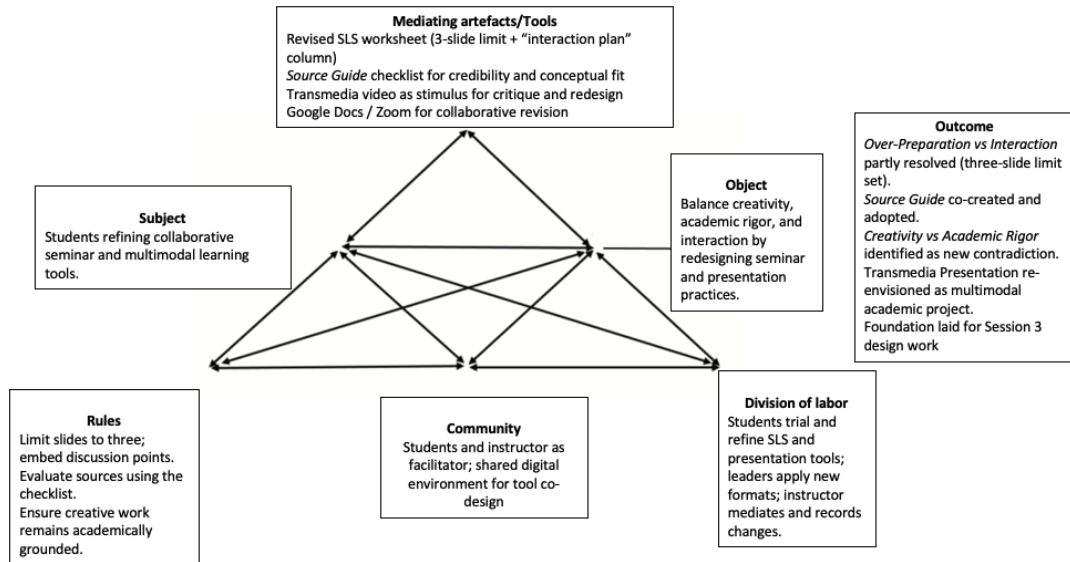 Mediating artefacts/Tools
Revised SLS worksheet (3-slide limit + “interaction plan”
column)
Source Guide checklist for credibility and conceptual fit
Transmedia video as stimulus for critique and redesign
Google Docs / Zoom for collaborative revision
Subject
Students refining collaborative
seminar and multimodal learning
tools.
Object
Balance creativity,
academic rigor, and
interaction by
redesigning seminar
and presentation
practices.
Outcome
Over-Preparation vs Interaction
partly resolved (three-slide limit
set).
Source Guide co-created and
adopted.
Creativity vs Academic Rigor
identified as new contradiction.
Transmedia Presentation re-
envisioned as multimodal
academic project.
Foundation laid for Session 3
design work
Rules
Limit slides to three;
embed discussion points.
Evaluate sources using the
checklist.
Ensure creative work
remains academically
grounded.
Community
Students and instructor as
facilitator; shared digital
environment for tool co-
design
Division of labor
Students trial and
refine SLS and
presentation tools;
leaders apply new
formats; instructor
mediates and records
changes.